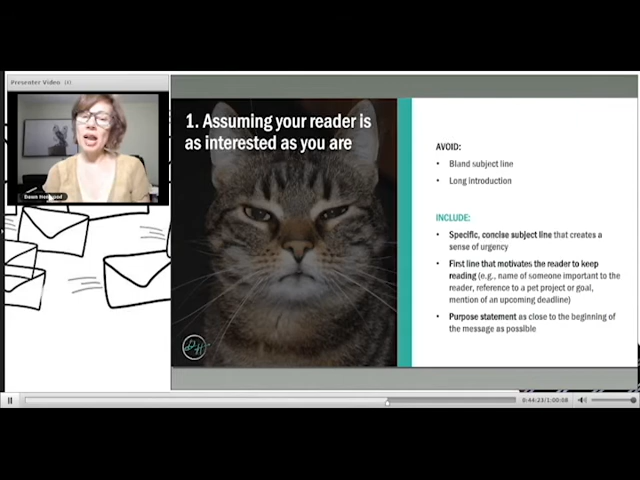 Presenter Video (1)
1. Assuming your reader is
as interested as you are
AVOID:
• Bland subject line
• Long introduction
INCLUDE:
• Specific, concise subject line that creates a
sense of urgency
• First line that motivates the reader to keep
reading (e.g., name of someone important to the
reader, reference to a pet project or goal,
mention of an upcoming deadline)
• Purpose statement as close to the beginning of
the message as possible
Dawn
0:44:23/1:00:08